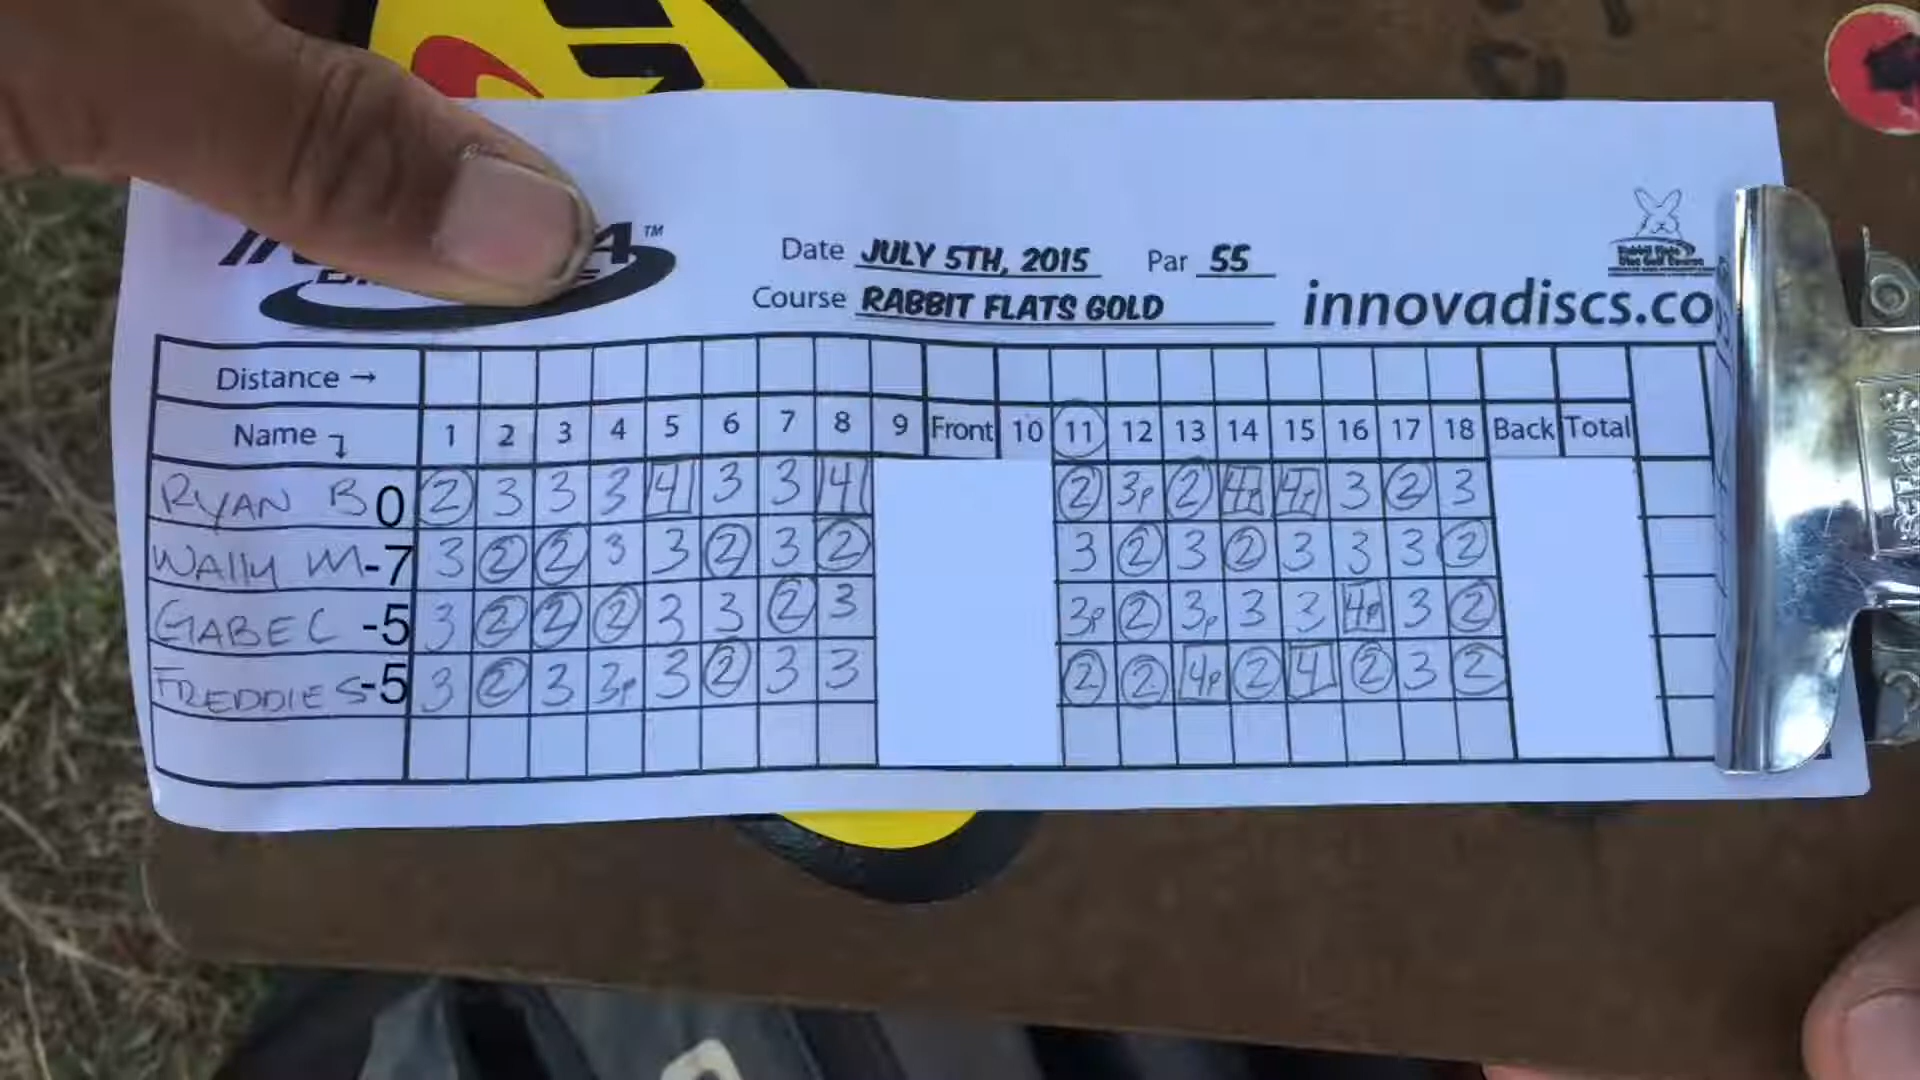 Date JULY 5TH, 2015 Par 55
Course RABBIT FLATS GOLD
innovadiscs.co
Distance →
Name 1 2 3 4 5 6 7 8 9 Front 10 11 12 13 14 15 16 17 18 Back Total
RYAN B 0 2 3 3 3 4 3 3 4 2 3p 2 4p 4p 3 2 3
WAlly M -7 3 2 2 3 3 2 3 2 3 2 3 2 3 3 3 2
GABE C -5 3 2 2 2 3 3 2 3 3p 2 3p 3 3 4p 3 2
FREDDIE S -5 3 2 3 3p 3 2 3 3 2 2 4p 2 4 2 3 2
STAPLES